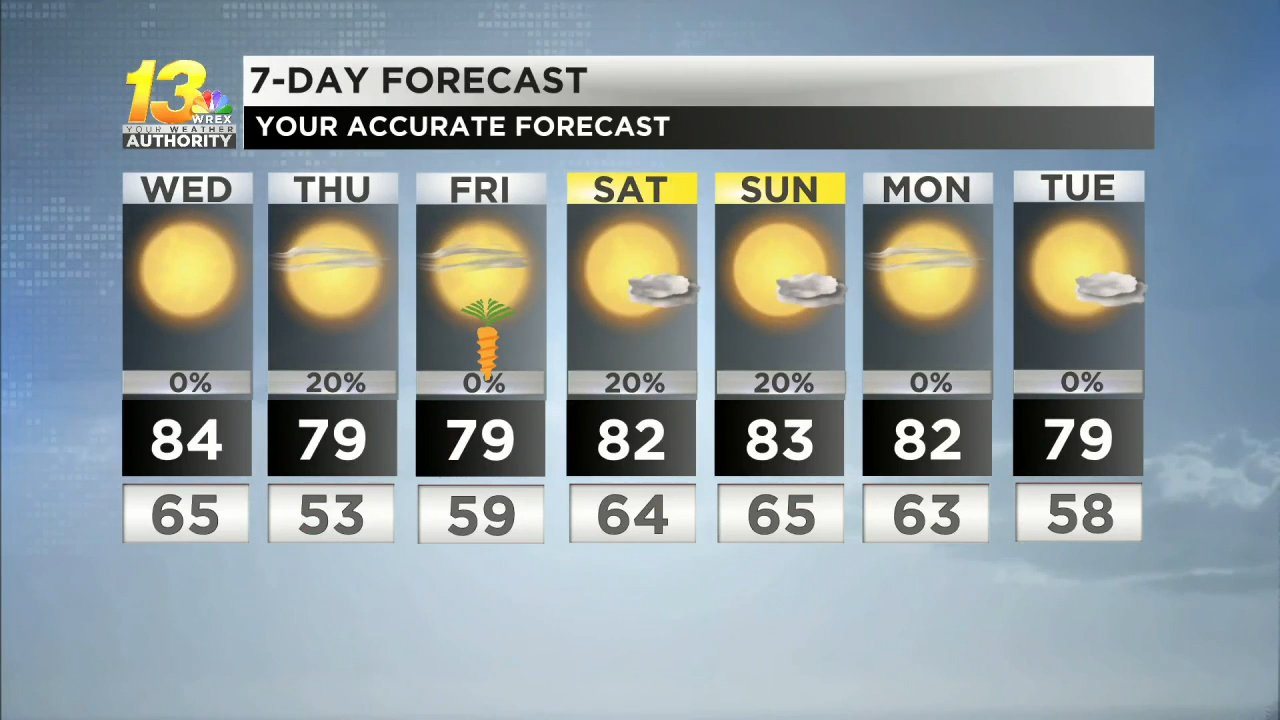 13
WREX
YOUR WEATHER
AUTHORITY
7-DAY FORECAST
YOUR ACCURATE FORECAST
WED THU FRI SAT SUN MON TUE
0% 20% 0% 20% 20% 0% 0%
84 79 79 82 83 82 79
65 53 59 64 65 63 58